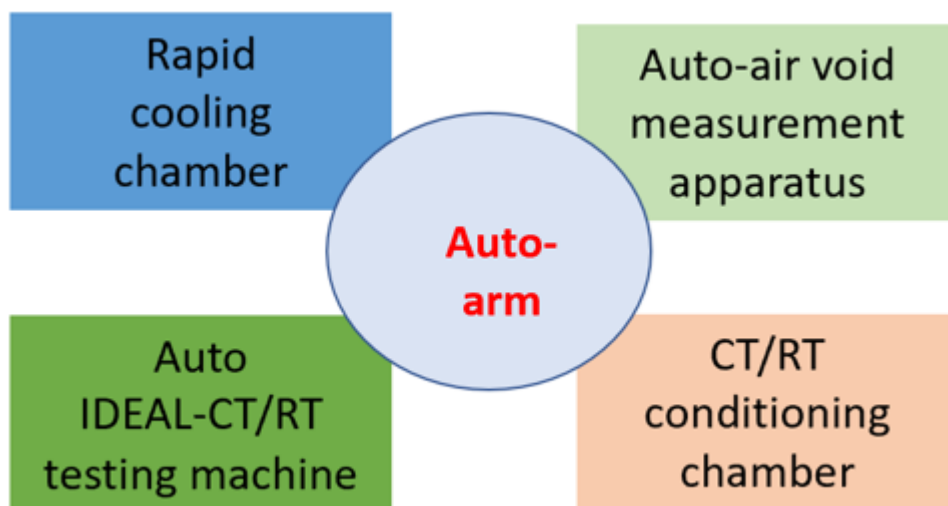 Rapid
cooling
chamber
Auto-air void
measurement
apparatus
Auto-
arm
Auto
IDEAL-CT/RT
testing machine
CT/RT
conditioning
chamber